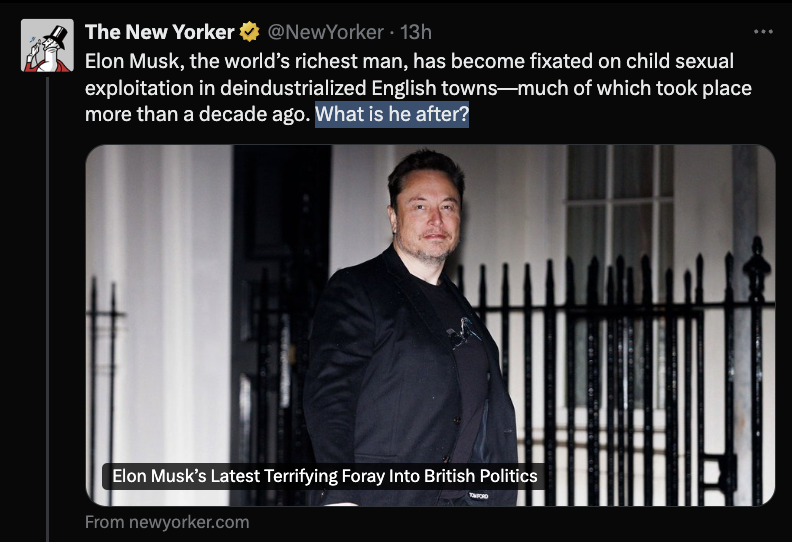 The New Yorker @NewYorker · 13h
Elon Musk, the world’s richest man, has become fixated on child sexual
exploitation in deindustrialized English towns—much of which took place
more than a decade ago. What is he after?
TOM FORD
Elon Musk’s Latest Terrifying Foray Into British Politics
From newyorker.com